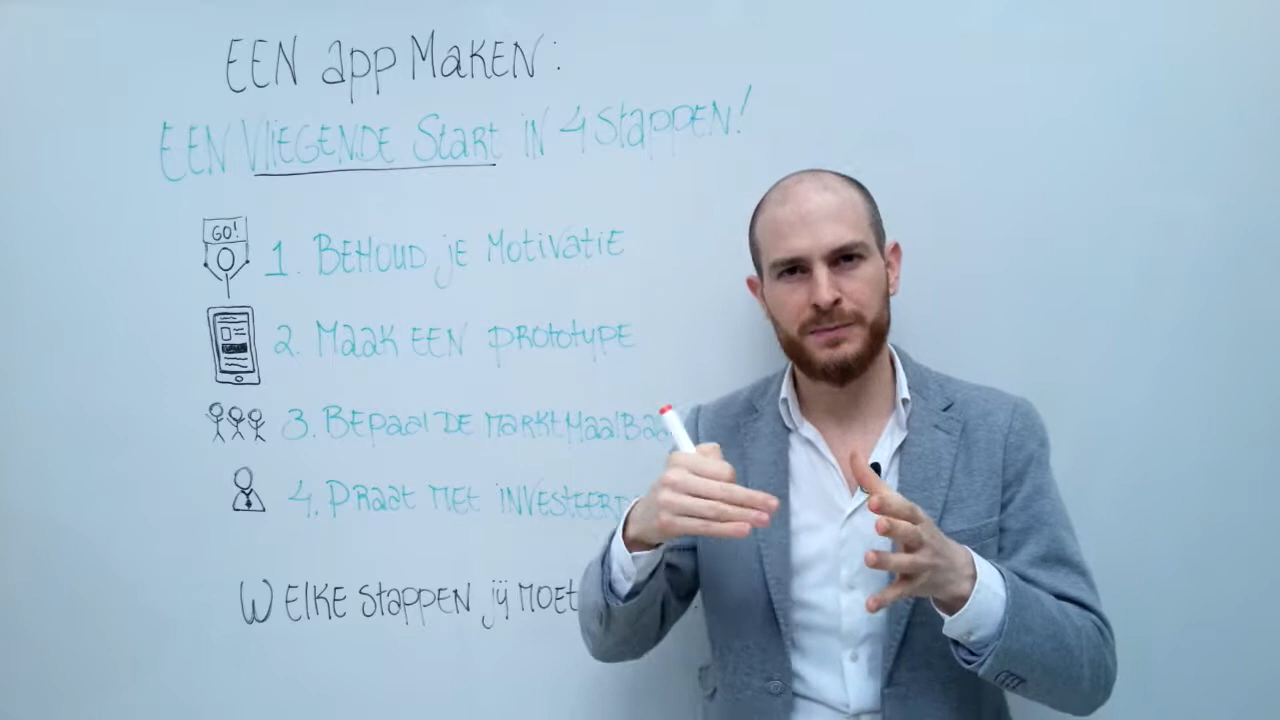 EEN app MAKEN:
EEN VLIEGENDE START IN 4 STAPPEN!
GO!
1. BEHOUD JE MOTIVATIE
2. MAAK EEN PROTOTYPE
3. BEPAAL DE MARKT
4. PRAAT MET
WELKE STAPPEN JIJ MOET